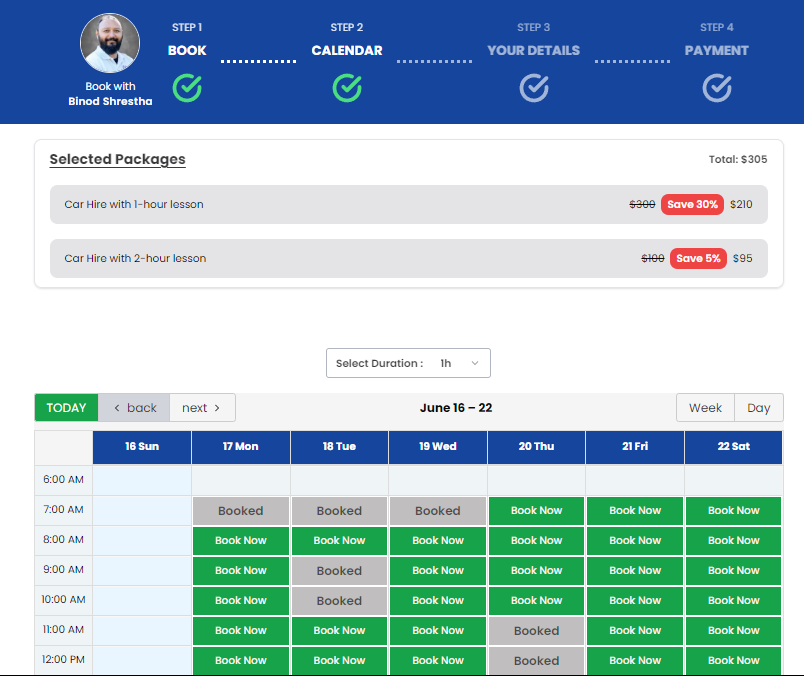 STEP 1 STEP 2 STEP 3 STEP 4
BOOK CALENDAR YOUR DETAILS PAYMENT
Book with
Binod Shrestha
Selected Packages Total: $305
Car Hire with 1-hour lesson $300 Save 30% $210
Car Hire with 2-hour lesson $100 Save 5% $95
Select Duration : 1h
TODAY back next June 16 – 22 Week Day
16 Sun 17 Mon 18 Tue 19 Wed 20 Thu 21 Fri 22 Sat
6:00 AM
7:00 AM Booked Booked Booked Book Now Book Now Book Now
8:00 AM Book Now Book Now Book Now Book Now Book Now Book Now
9:00 AM Book Now Booked Book Now Book Now Book Now Book Now
10:00 AM Book Now Booked Book Now Book Now Book Now Book Now
11:00 AM Book Now Book Now Book Now Booked Book Now Book Now
12:00 PM Book Now Book Now Book Now Booked Book Now Book Now